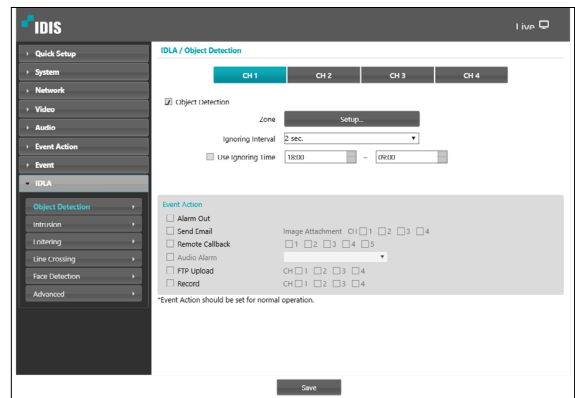 IDIS
Live
Quick Setup
System
Network
Video
Audio
Event Action
Event
IDLA
Object Detection
Intrusion
Loitering
Line Crossing
Face Detection
Advanced
IDLA / Object Detection
CH 1 CH 2 CH 3 CH 4
Object Detection
Zone Setup...
Ignoring Interval 2 sec.
Use Ignoring Time 18:00 ~ 09:00
Event Action
Alarm Out
Send Email Image Attachment CH 1 2 3 4
Remote Callback 1 2 3 4 5
Audio Alarm
FTP Upload CH 1 2 3 4
Record CH 1 2 3 4
*Event Action should be set for normal operation.
Save